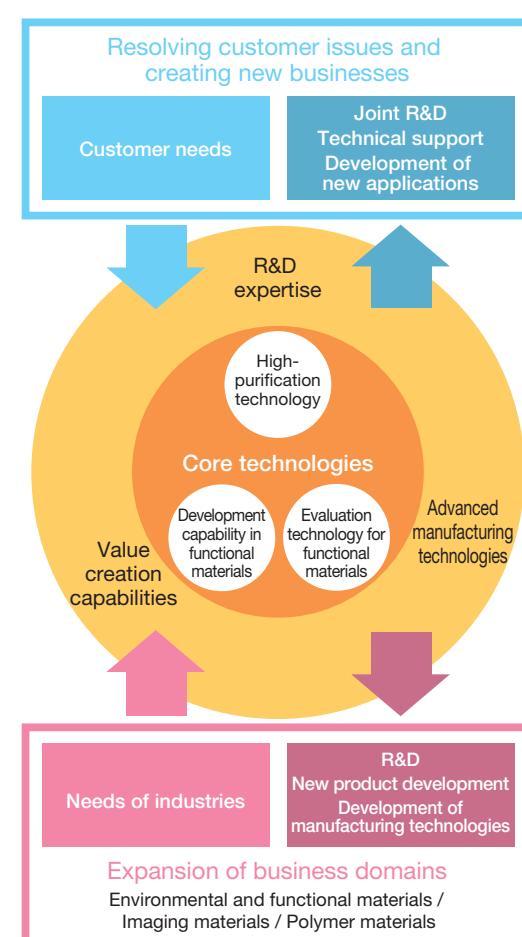 Resolving customer issues and
creating new businesses
Customer needs
Joint R&D
Technical support
Development of
new applications
R&D
expertise
High-
purification
technology
Core technologies
Development
capability in
functional
materials
Evaluation
technology for
functional
materials
Advanced
manufacturing
technologies
Value
creation
capabilities
Needs of industries
R&D
New product development
Development of
manufacturing technologies
Expansion of business domains
Environmental and functional materials /
Imaging materials / Polymer materials